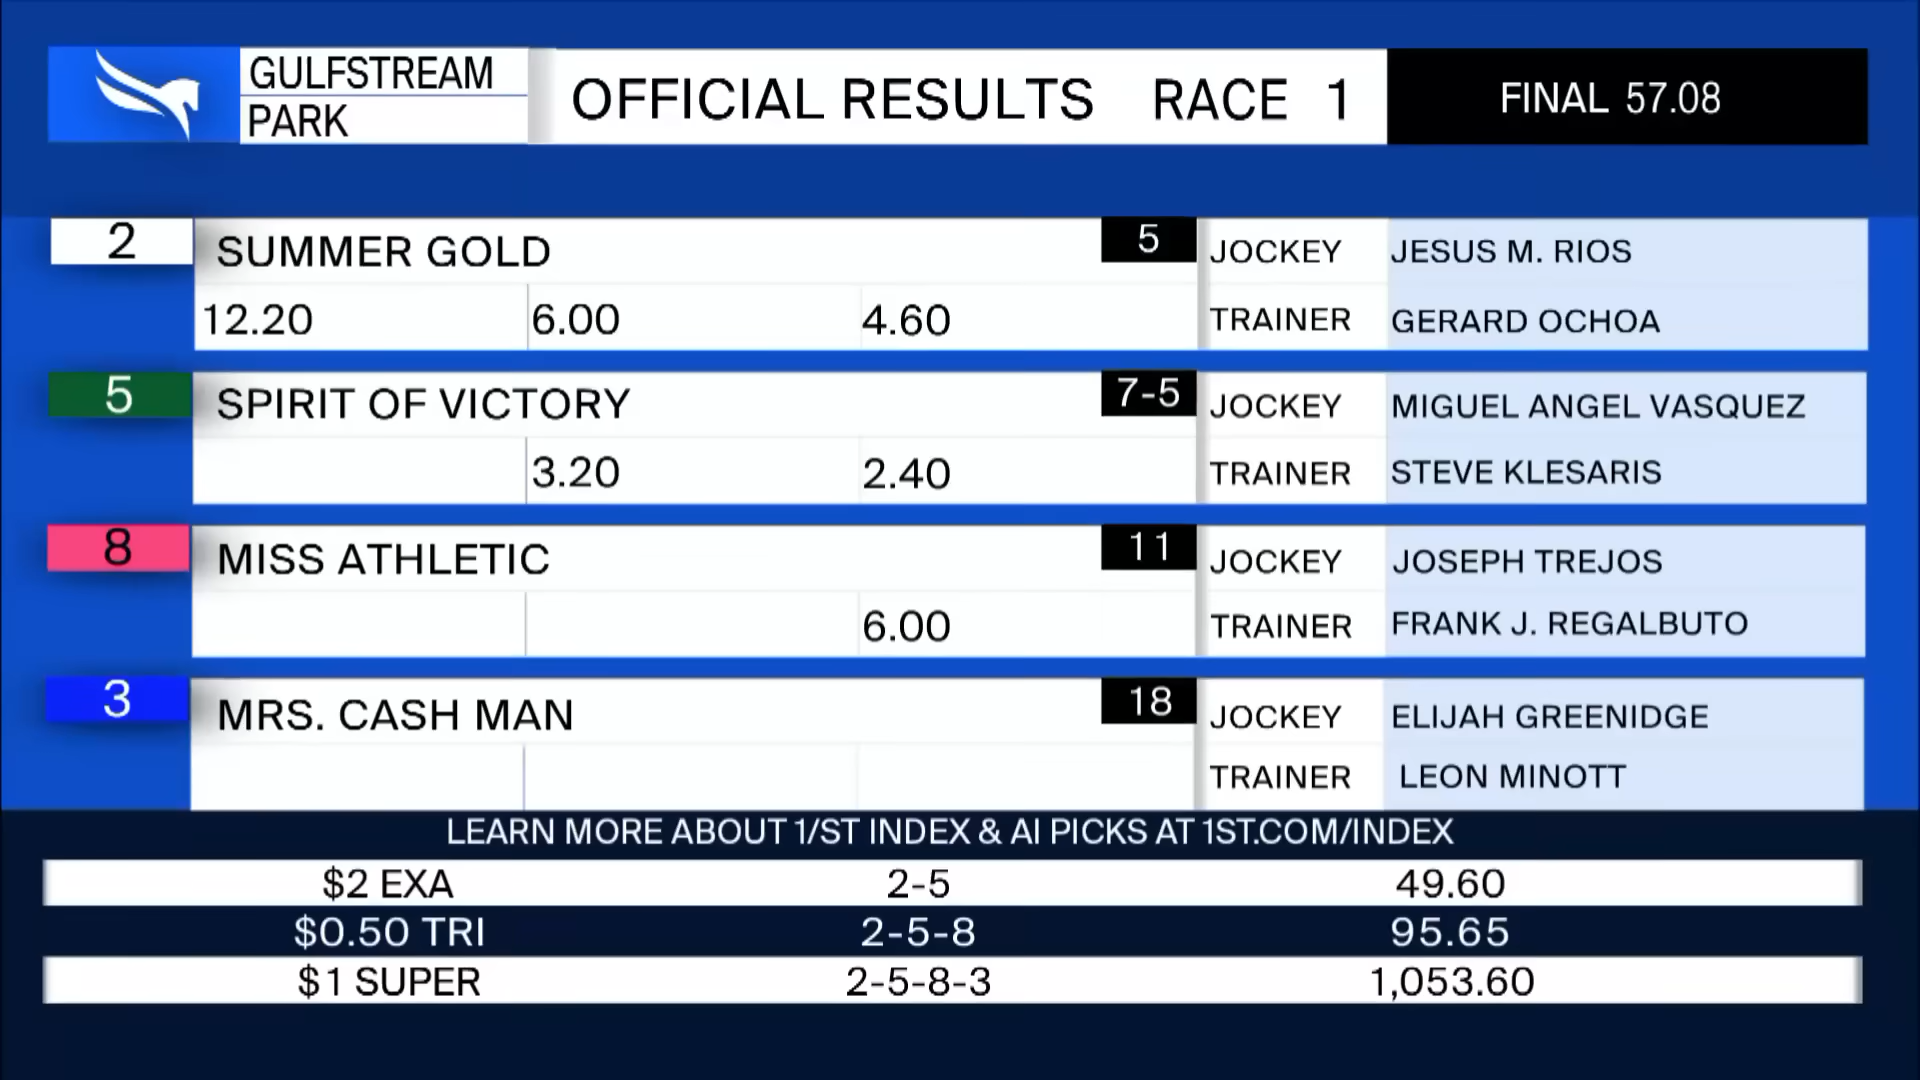 GULFSTREAM
PARK
OFFICIAL RESULTS RACE 1
FINAL 57.08
2 SUMMER GOLD 5 JOCKEY JESUS M. RIOS
12.20 6.00 4.60 TRAINER GERARD OCHOA
5 SPIRIT OF VICTORY 7-5 JOCKEY MIGUEL ANGEL VASQUEZ
3.20 2.40 TRAINER STEVE KLESARIS
8 MISS ATHLETIC 11 JOCKEY JOSEPH TREJOS
6.00 TRAINER FRANK J. REGALBUTO
3 MRS. CASH MAN 18 JOCKEY ELIJAH GREENIDGE
TRAINER LEON MINOTT
LEARN MORE ABOUT 1/ST INDEX & AI PICKS AT 1ST.COM/INDEX
$2 EXA 2-5 49.60
$0.50 TRI 2-5-8 95.65
$1 SUPER 2-5-8-3 1,053.60